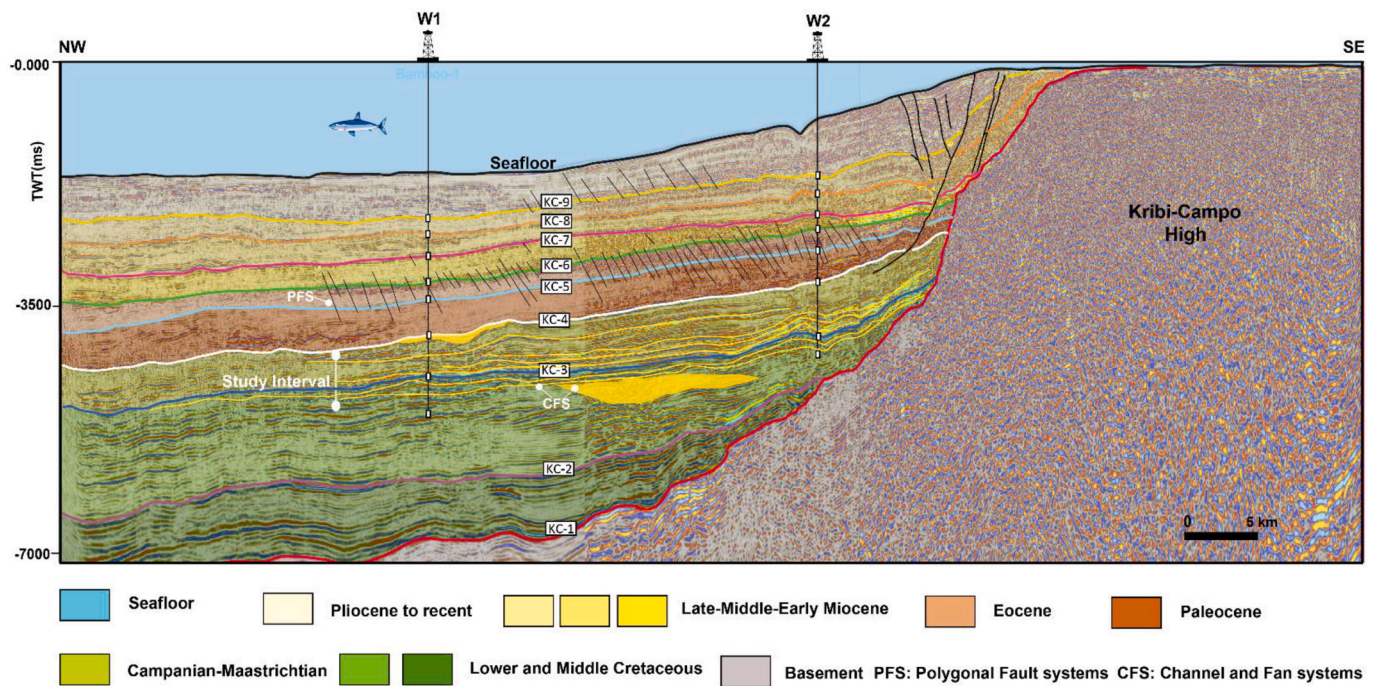 W1
W2
NW
SE
-0.000
Bamboo-1
TWT(ms)
Seafloor
KC-9
KC-8
KC-7
KC-6
KC-5
KC-4
KC-3
KC-2
KC-1
PFS
-3500
Study Interval
CFS
Kribi-Campo
High
0 5 km
-7000
Seafloor
Pliocene to recent
Late-Middle-Early Miocene
Eocene
Paleocene
Campanian-Maastrichtian
Lower and Middle Cretaceous
Basement PFS: Polygonal Fault systems CFS: Channel and Fan systems